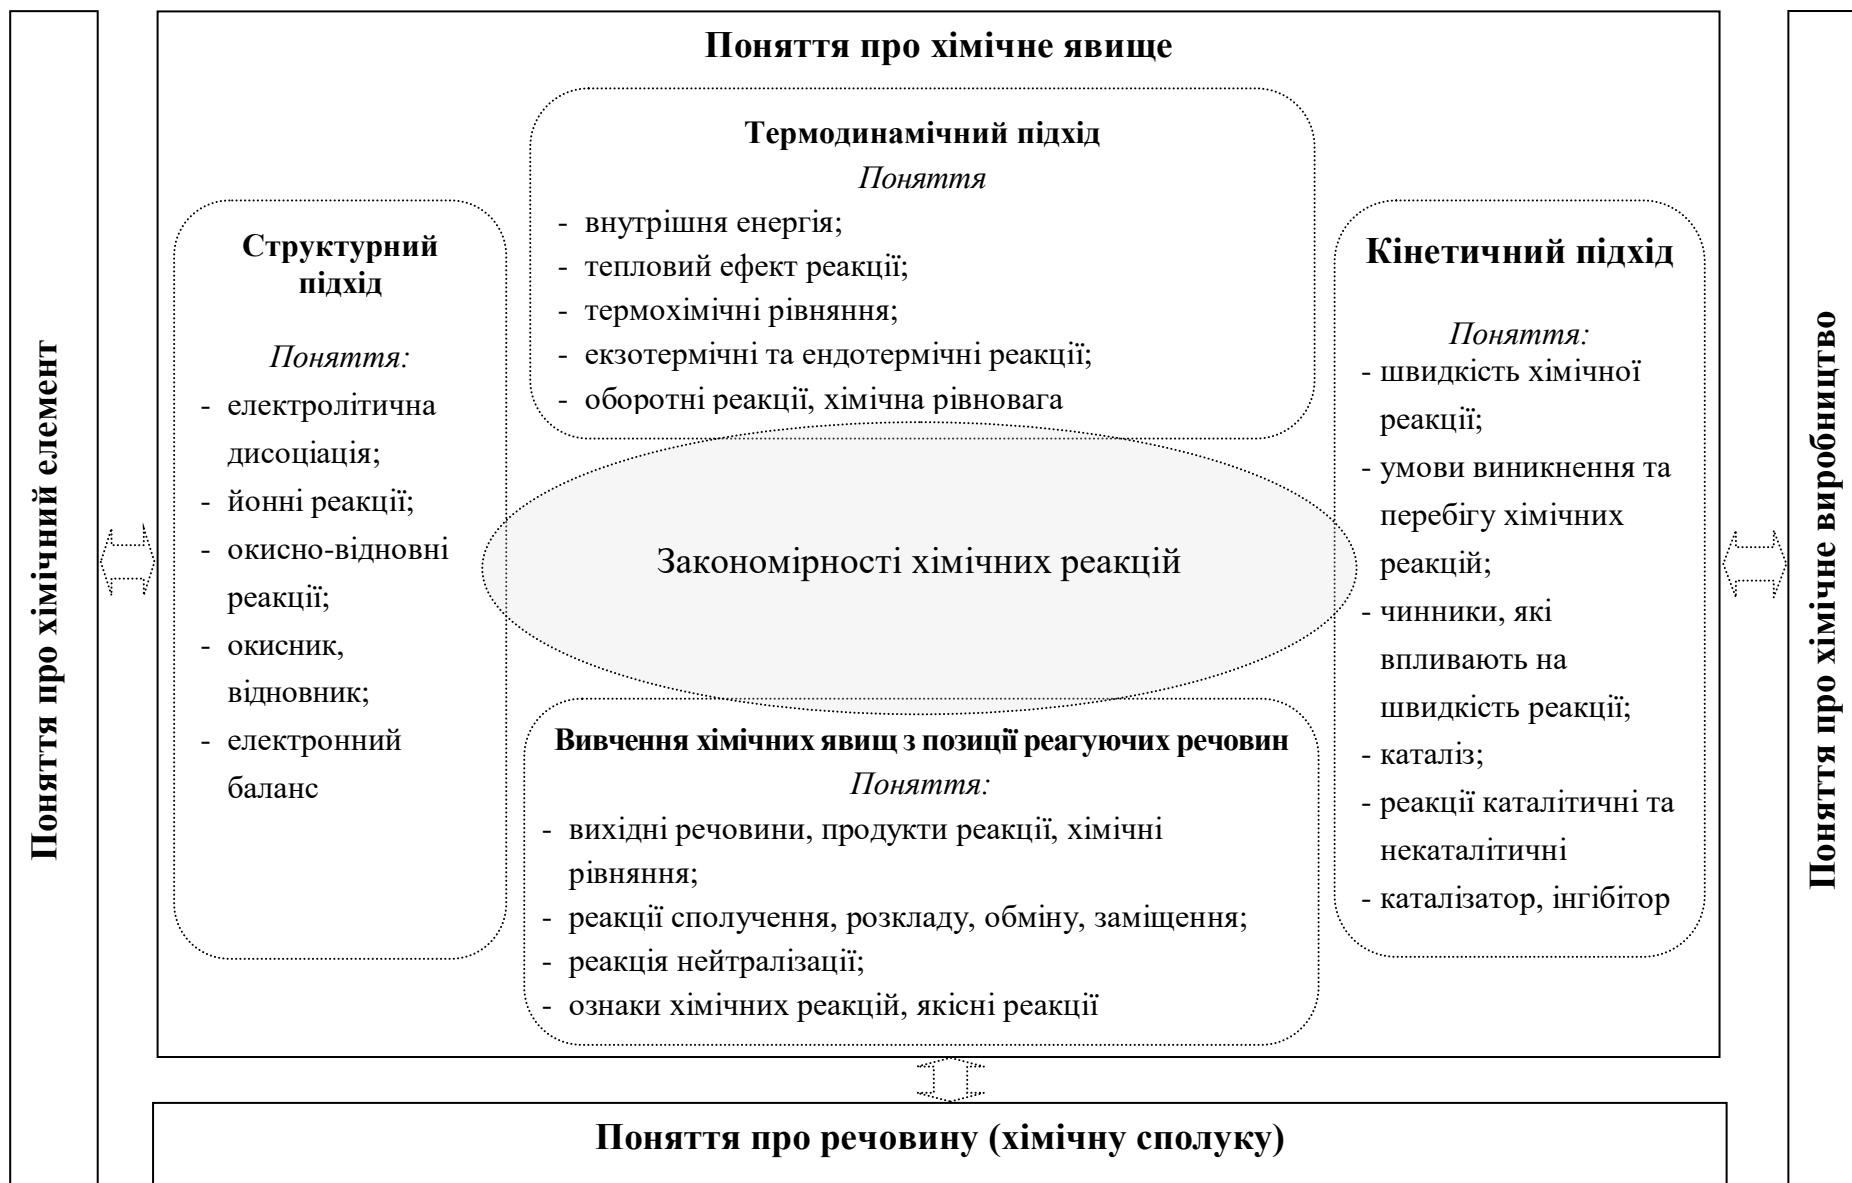 Поняття про хімічне явище
Термодинамічний підхід
Поняття
- внутрішня енергія;
- тепловий ефект реакції;
- термохімічні рівняння;
- екзотермічні та ендотермічні реакції;
- оборотні реакції, хімічна рівновага
Структурний
підхід
Поняття:
- електролітична
дисоціація;
- йонні реакції;
- окисно-відновні
реакції;
- окисник,
відновник;
- електронний
баланс
Кінетичний підхід
Поняття:
- швидкість хімічної
реакції;
- умови виникнення та
перебігу хімічних
реакцій;
- чинники, які
впливають на
швидкість реакції;
- каталіз;
- реакції каталітичні та
некаталітичні
- каталізатор, інгібітор
Закономірності хімічних реакцій
Вивчення хімічних явищ з позиції реагуючих речовин
Поняття:
- вихідні речовини, продукти реакції, хімічні
рівняння;
- реакції сполучення, розкладу, обміну, заміщення;
- реакція нейтралізації;
- ознаки хімічних реакцій, якісні реакції
Поняття про хімічний елемент
Поняття про хімічне виробництво
Поняття про речовину (хімічну сполуку)